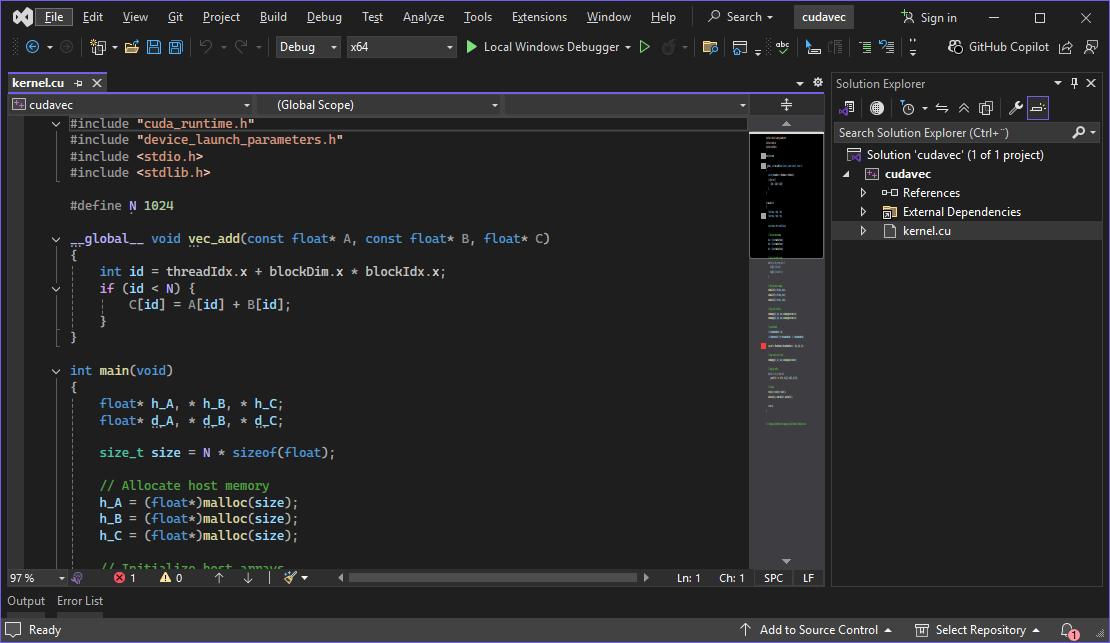 File Edit View Git Project Build Debug Test Analyze Tools Extensions Window Help Search cudavec Sign in
Debug x64 Local Windows Debugger abc GitHub Copilot
kernel.cu
Solution Explorer
cudavec (Global Scope)
Search Solution Explorer (Ctrl+¨)
Solution 'cudavec' (1 of 1 project)
cudavec
References
External Dependencies
kernel.cu
#include "cuda_runtime.h"
#include "device_launch_parameters.h"
#include <stdio.h>
#include <stdlib.h>
#define N 1024
__global__ void vec_add(const float* A, const float* B, float* C)
{
int id = threadIdx.x + blockDim.x * blockIdx.x;
if (id < N) {
C[id] = A[id] + B[id];
}
}
int main(void)
{
float* h_A, * h_B, * h_C;
float* d_A, * d_B, * d_C;
size_t size = N * sizeof(float);
// Allocate host memory
h_A = (float*)malloc(size);
h_B = (float*)malloc(size);
h_C = (float*)malloc(size);
// Initialize host arrays
97 % 1 0 Ln: 1 Ch: 1 SPC LF
Output Error List
Ready Add to Source Control Select Repository 1